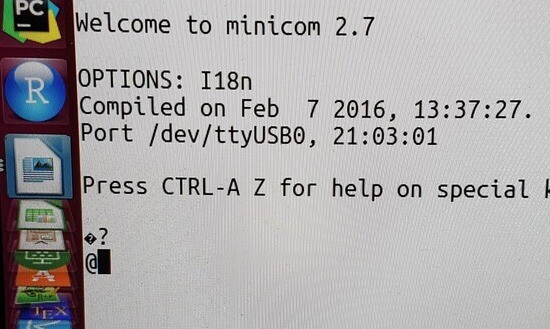 PC
Welcome to minicom 2.7
R
OPTIONS: I18n
Compiled on Feb  7 2016, 13:37:27.
Port /dev/ttyUSB0, 21:03:01
Press CTRL-A Z for help on special k
�?
@
A
TEX